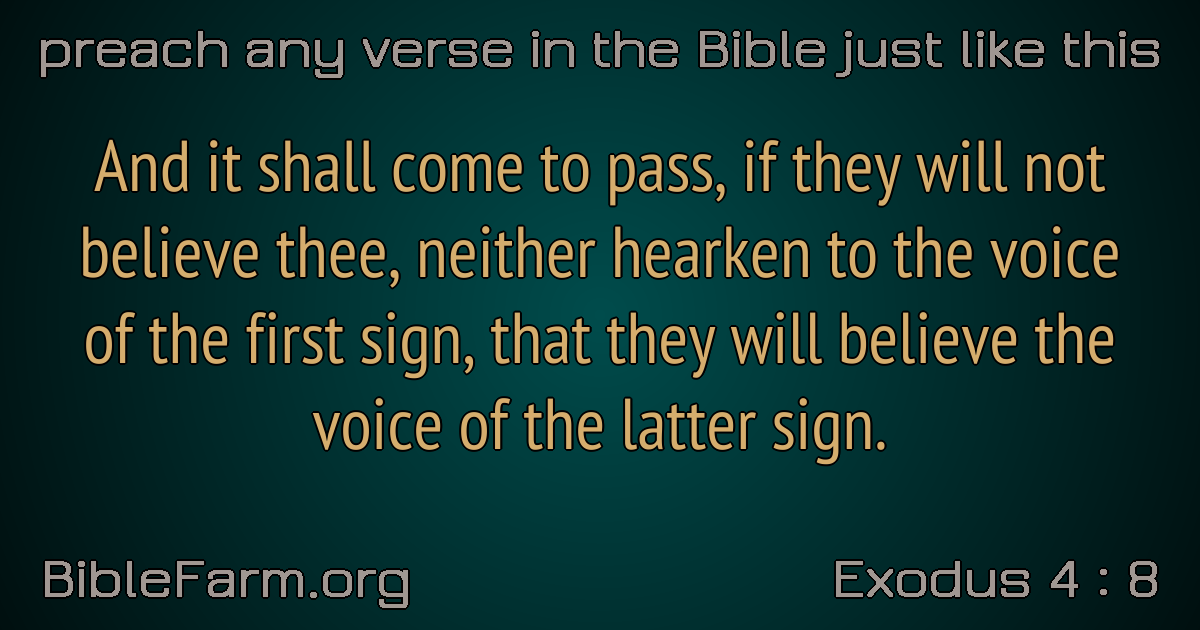 preach any verse in the Bible just like this
And it shall come to pass, if they will not
believe thee, neither hearken to the voice
of the first sign, that they will believe the
voice of the latter sign.
BibleFarm.org
Exodus 4 : 8